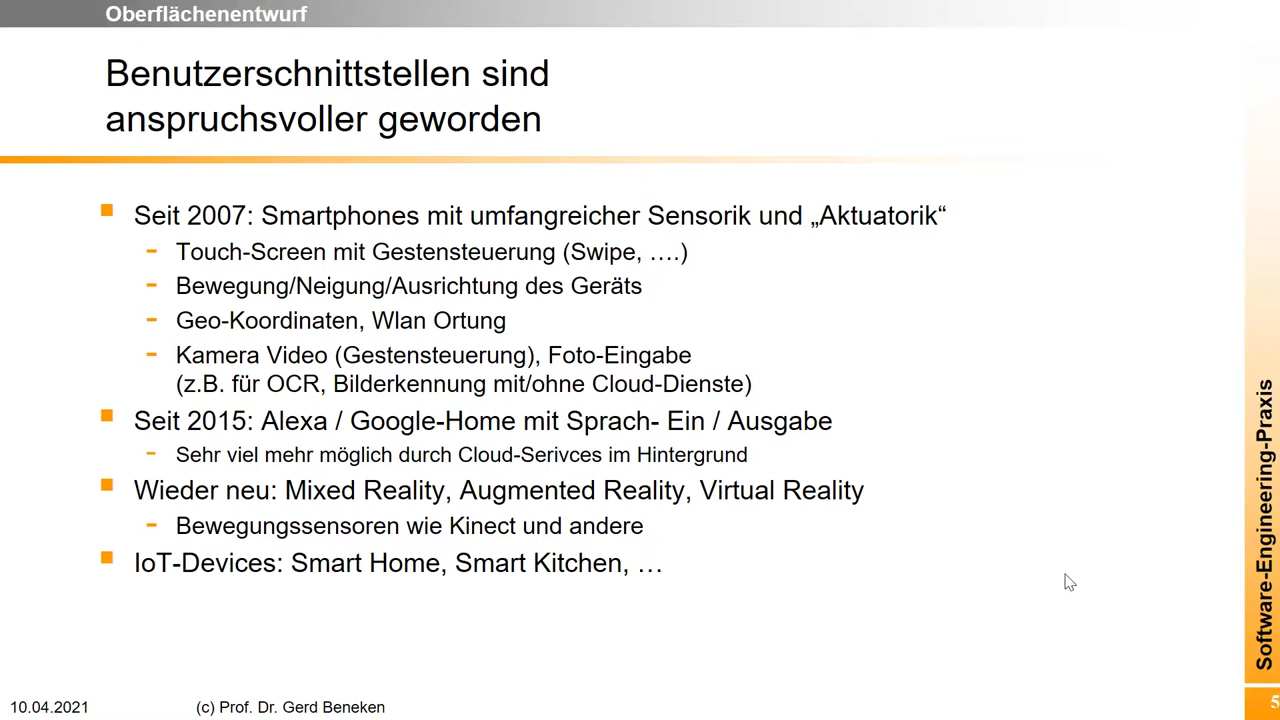 Oberflächenentwurf
Benutzerschnittstellen sind
anspruchsvoller geworden
Seit 2007: Smartphones mit umfangreicher Sensorik und „Aktuatorik“
- Touch-Screen mit Gestensteuerung (Swipe, ….)
- Bewegung/Neigung/Ausrichtung des Geräts
- Geo-Koordinaten, Wlan Ortung
- Kamera Video (Gestensteuerung), Foto-Eingabe
(z.B. für OCR, Bilderkennung mit/ohne Cloud-Dienste)
Seit 2015: Alexa / Google-Home mit Sprach- Ein / Ausgabe
- Sehr viel mehr möglich durch Cloud-Serivces im Hintergrund
Wieder neu: Mixed Reality, Augmented Reality, Virtual Reality
- Bewegungssensoren wie Kinect und andere
IoT-Devices: Smart Home, Smart Kitchen, …
Software-Engineering-Praxis
10.04.2021
(c) Prof. Dr. Gerd Beneken
5